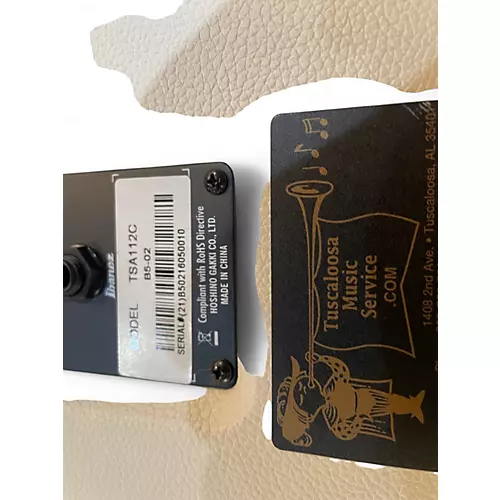 Ibanez
MODEL TSA112C
B5-02
SERIAL#(21)B50216050010
Compliant with RoHS Directive
HOSHINO GAKKI CO., LTD.
MADE IN CHINA
Tuscaloosa
Music
Service
.COM
1408 2nd Ave. • Tuscaloosa, AL 35401